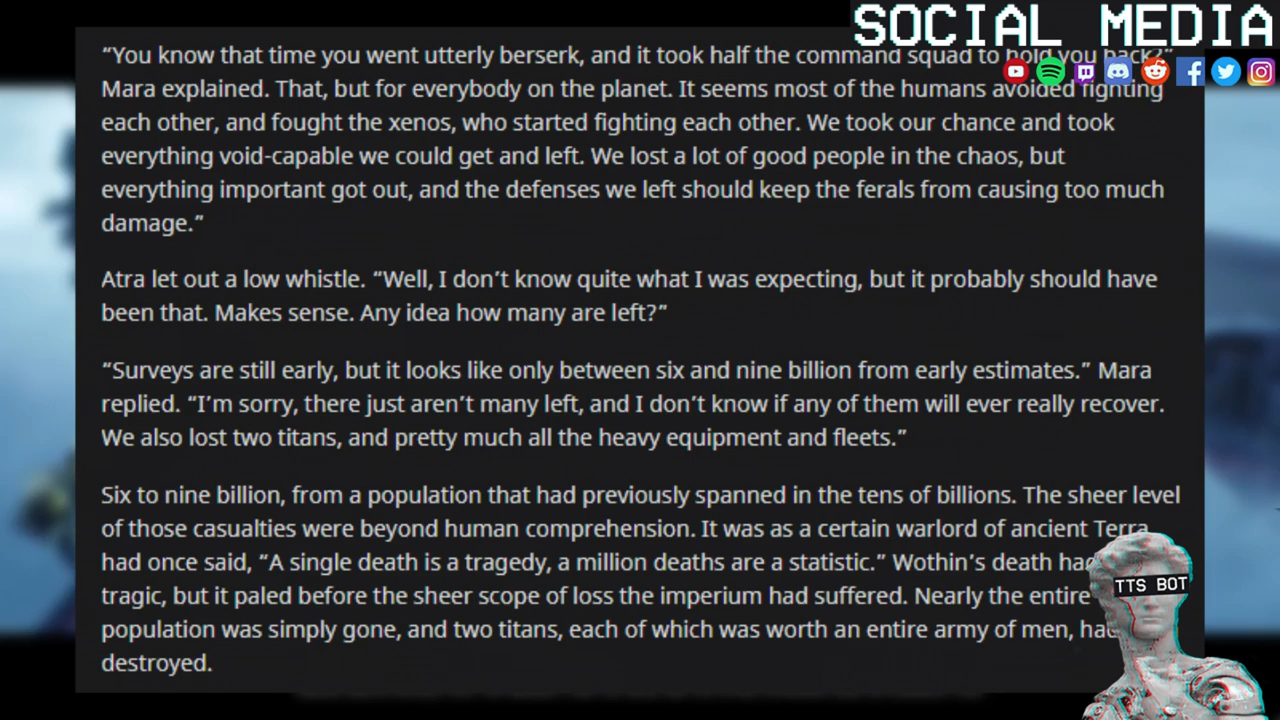 SOCIAL MEDIA
“You know that time you went utterly berserk, and it took half the command squad to hold you back?”
Mara explained. That, but for everybody on the planet. It seems most of the humans avoided fighting
each other, and fought the xenos, who started fighting each other. We took our chance and took
everything void-capable we could get and left. We lost a lot of good people in the chaos, but
everything important got out, and the defenses we left should keep the ferals from causing too much
damage.”
Atra let out a low whistle. “Well, I don’t know quite what I was expecting, but it probably should have
been that. Makes sense. Any idea how many are left?”
“Surveys are still early, but it looks like only between six and nine billion from early estimates.” Mara
replied. “I’m sorry, there just aren’t many left, and I don’t know if any of them will ever really recover.
We also lost two titans, and pretty much all the heavy equipment and fleets.”
Six to nine billion, from a population that had previously spanned in the tens of billions. The sheer level
of those casualties were beyond human comprehension. It was as a certain warlord of ancient Terra
had once said, “A single death is a tragedy, a million deaths are a statistic.” Wothin’s death had
tragic, but it paled before the sheer scope of loss the imperium had suffered. Nearly the entire
population was simply gone, and two titans, each of which was worth an entire army of men, had
destroyed.
TTS BOT